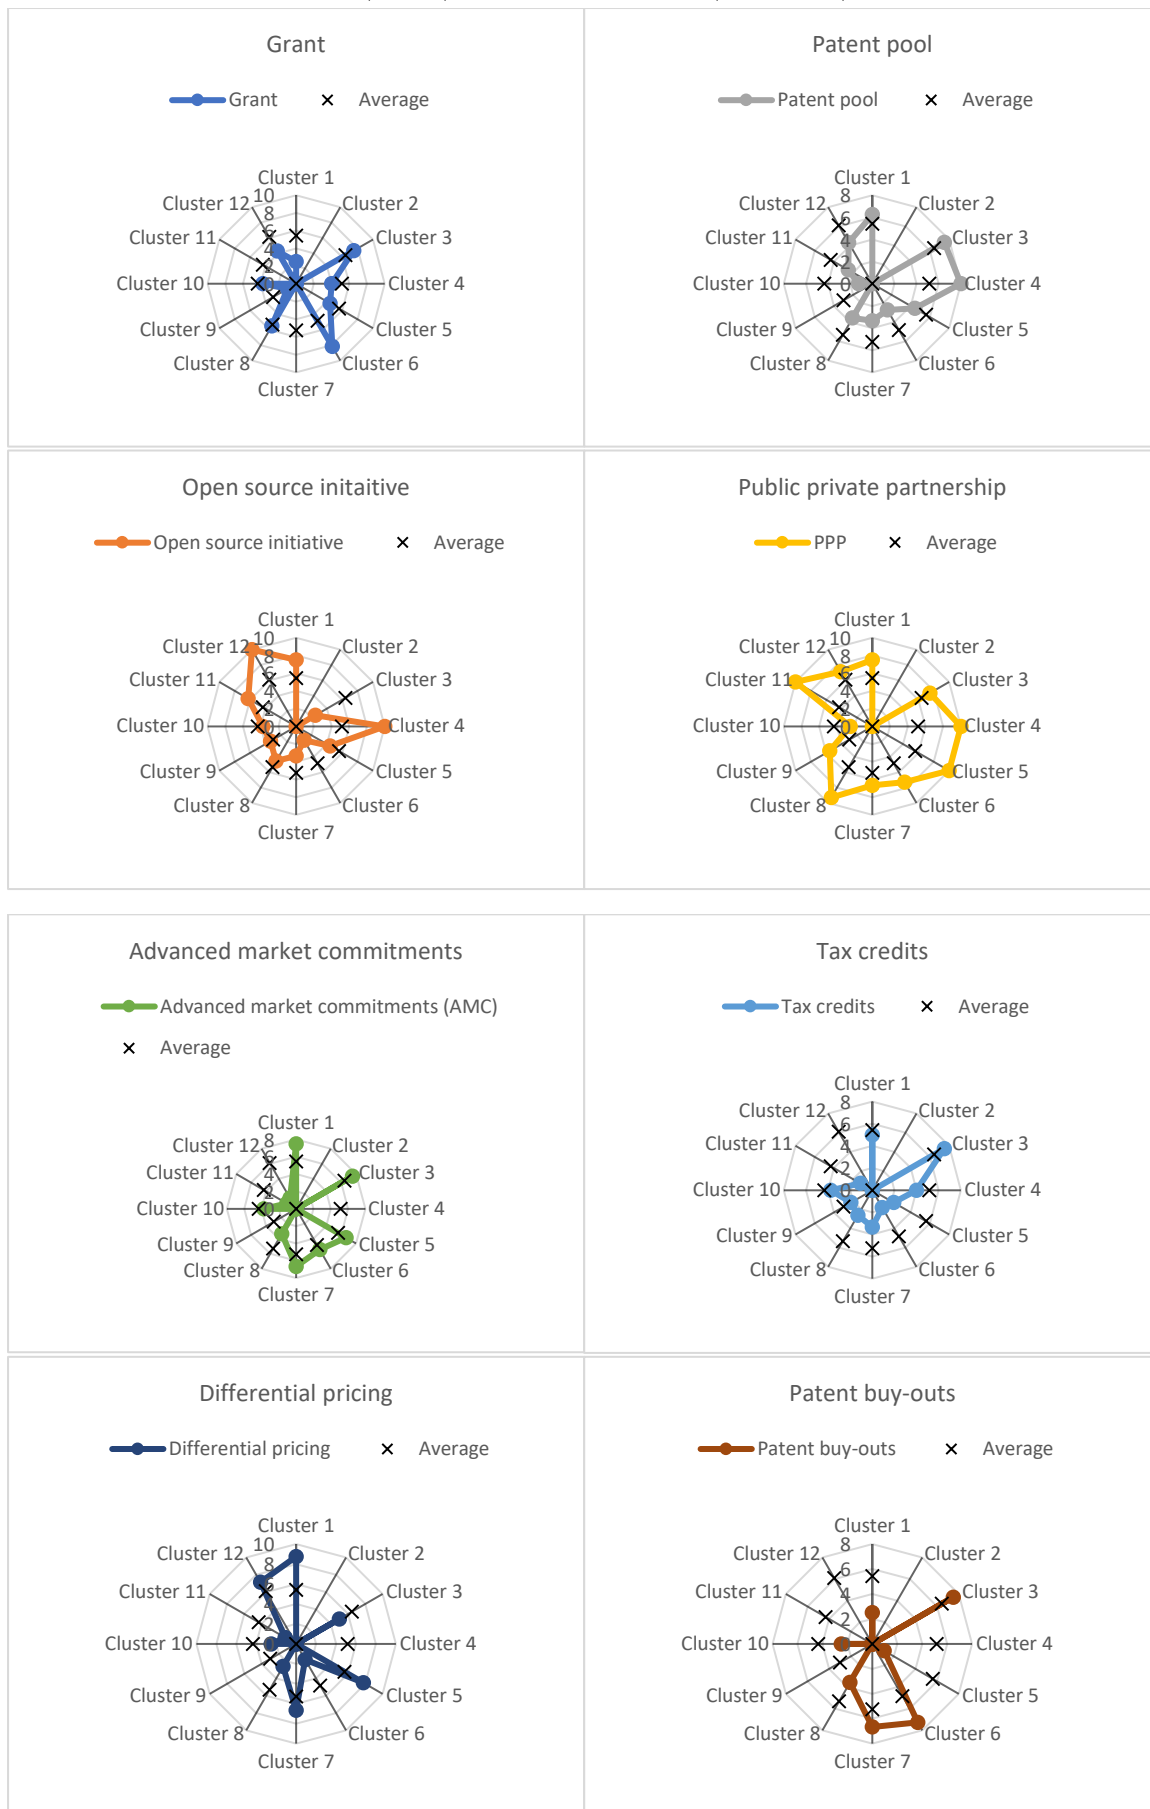 Grant
Grant Average
Cluster 1
Cluster 2
Cluster 3
Cluster 4
Cluster 5
Cluster 6
Cluster 7
Cluster 8
Cluster 9
Cluster 10
Cluster 11
Cluster 12
10
8
6
4
2
0
Patent pool
Patent pool Average
Cluster 1
Cluster 2
Cluster 3
Cluster 4
Cluster 5
Cluster 6
Cluster 7
Cluster 8
Cluster 9
Cluster 10
Cluster 11
Cluster 12
8
6
4
2
0
Open source initaitive
Open source initiative Average
Cluster 1
Cluster 2
Cluster 3
Cluster 4
Cluster 5
Cluster 6
Cluster 7
Cluster 8
Cluster 9
Cluster 10
Cluster 11
Cluster 12
10
8
6
4
2
0
Public private partnership
PPP Average
Cluster 1
Cluster 2
Cluster 3
Cluster 4
Cluster 5
Cluster 6
Cluster 7
Cluster 8
Cluster 9
Cluster 10
Cluster 11
Cluster 12
10
8
6
4
2
0
Advanced market commitments
Advanced market commitments (AMC)
Average
Cluster 1
Cluster 2
Cluster 3
Cluster 4
Cluster 5
Cluster 6
Cluster 7
Cluster 8
Cluster 9
Cluster 10
Cluster 11
Cluster 12
8
6
4
2
0
Tax credits
Tax credits Average
Cluster 1
Cluster 2
Cluster 3
Cluster 4
Cluster 5
Cluster 6
Cluster 7
Cluster 8
Cluster 9
Cluster 10
Cluster 11
Cluster 12
8
6
4
2
0
Differential pricing
Differential pricing Average
Cluster 1
Cluster 2
Cluster 3
Cluster 4
Cluster 5
Cluster 6
Cluster 7
Cluster 8
Cluster 9
Cluster 10
Cluster 11
Cluster 12
10
8
6
4
2
0
Patent buy-outs
Patent buy-outs Average
Cluster 1
Cluster 2
Cluster 3
Cluster 4
Cluster 5
Cluster 6
Cluster 7
Cluster 8
Cluster 9
Cluster 10
Cluster 11
Cluster 12
8
6
4
2
0